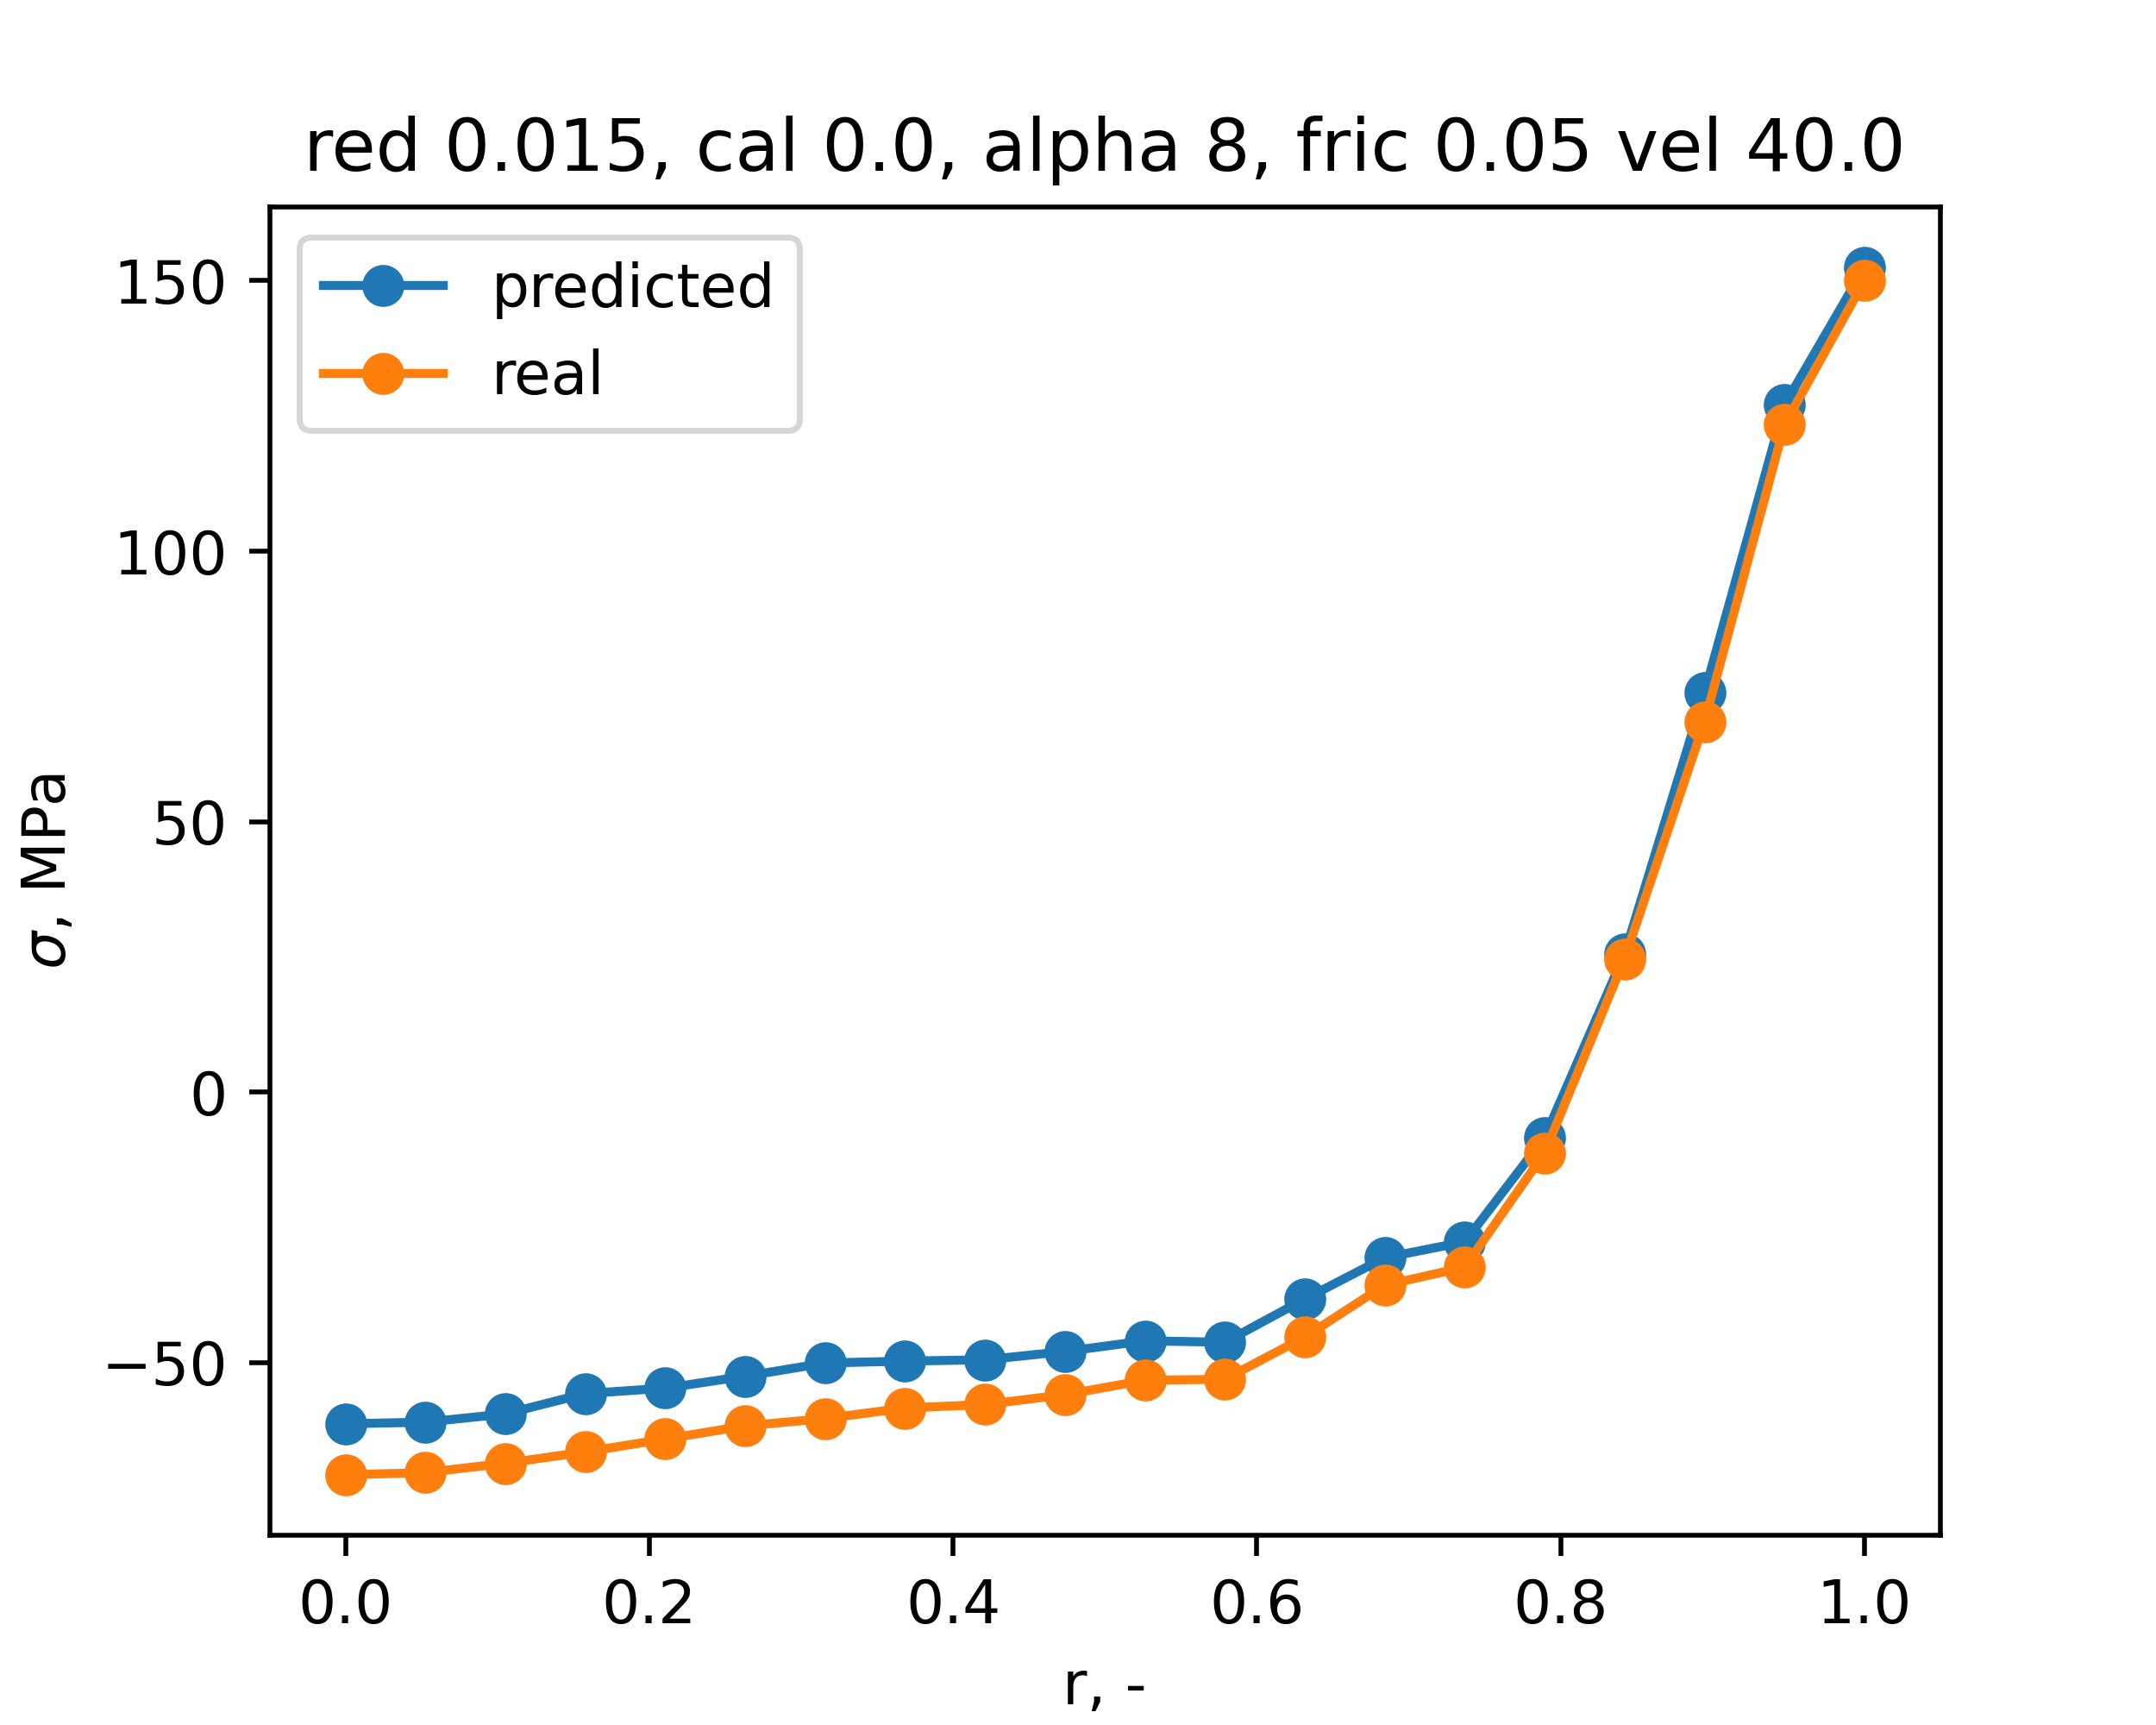 red 0.015, cal 0.0, alpha 8, fric 0.05 vel 40.0
predicted
real
150
100
50
0
−50
σ, MPa
0.0 0.2 0.4 0.6 0.8 1.0
r, -